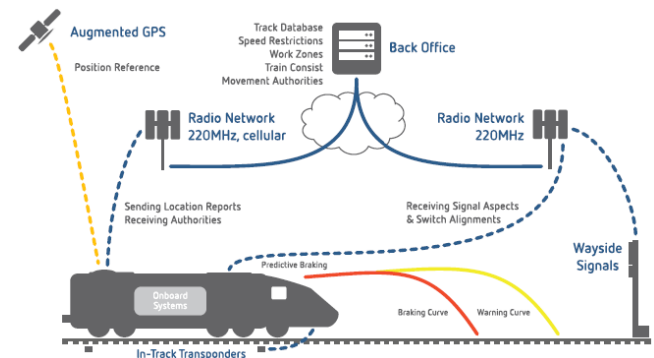 Augmented GPS
Position Reference
Track Database
Speed Restrictions
Work Zones
Train Consist
Movement Authorities
Back Office
Radio Network
220MHz, cellular
Radio Network
220MHz
Sending Location Reports
Receiving Authorities
Receiving Signal Aspects
& Switch Alignments
Wayside
Signals
Predictive Braking
Onboard
Systems
Braking Curve
Warning Curve
In-Track Transponders